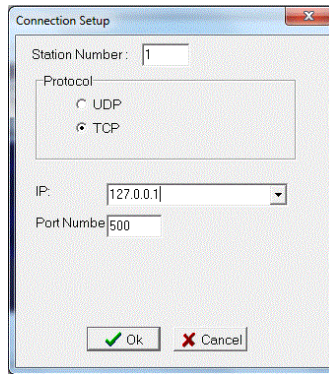 Connection Setup
Station Number : 1
Protocol
UDP
TCP
IP: 127.0.0.1
Port Numbe 500
Ok Cancel